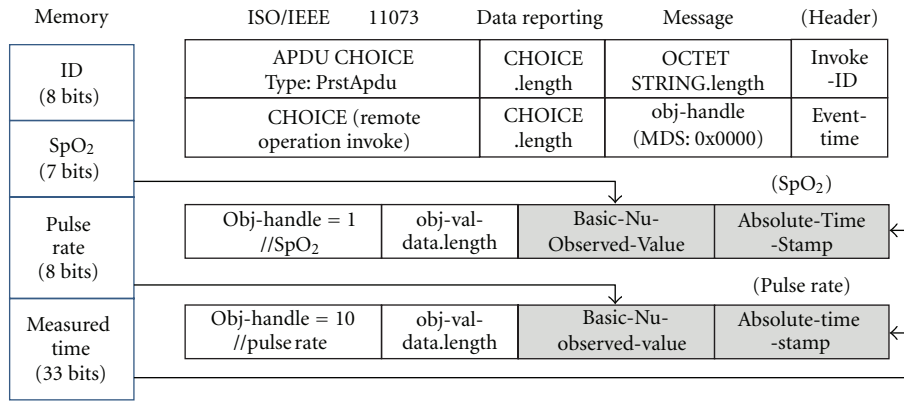 Memory
ISO/IEEE 11073 Data reporting Message (Header)
ID
(8 bits)
SpO2
(7 bits)
Pulse
rate
(8 bits)
Measured
time
(33 bits)
APDU CHOICE
Type: PrstApdu
CHOICE
.length
OCTET
STRING.length
Invoke
-ID
CHOICE (remote
operation invoke)
CHOICE
.length
obj-handle
(MDS: 0x0000)
Event-
time
(SpO2)
Obj-handle = 1
//SpO2
obj-val-
data.length
Basic-Nu-
Observed-Value
Absolute-Time
-Stamp
(Pulse rate)
Obj-handle = 10
//pulse rate
obj-val-
data.length
Basic-Nu-
observed-value
Absolute-time
-stamp